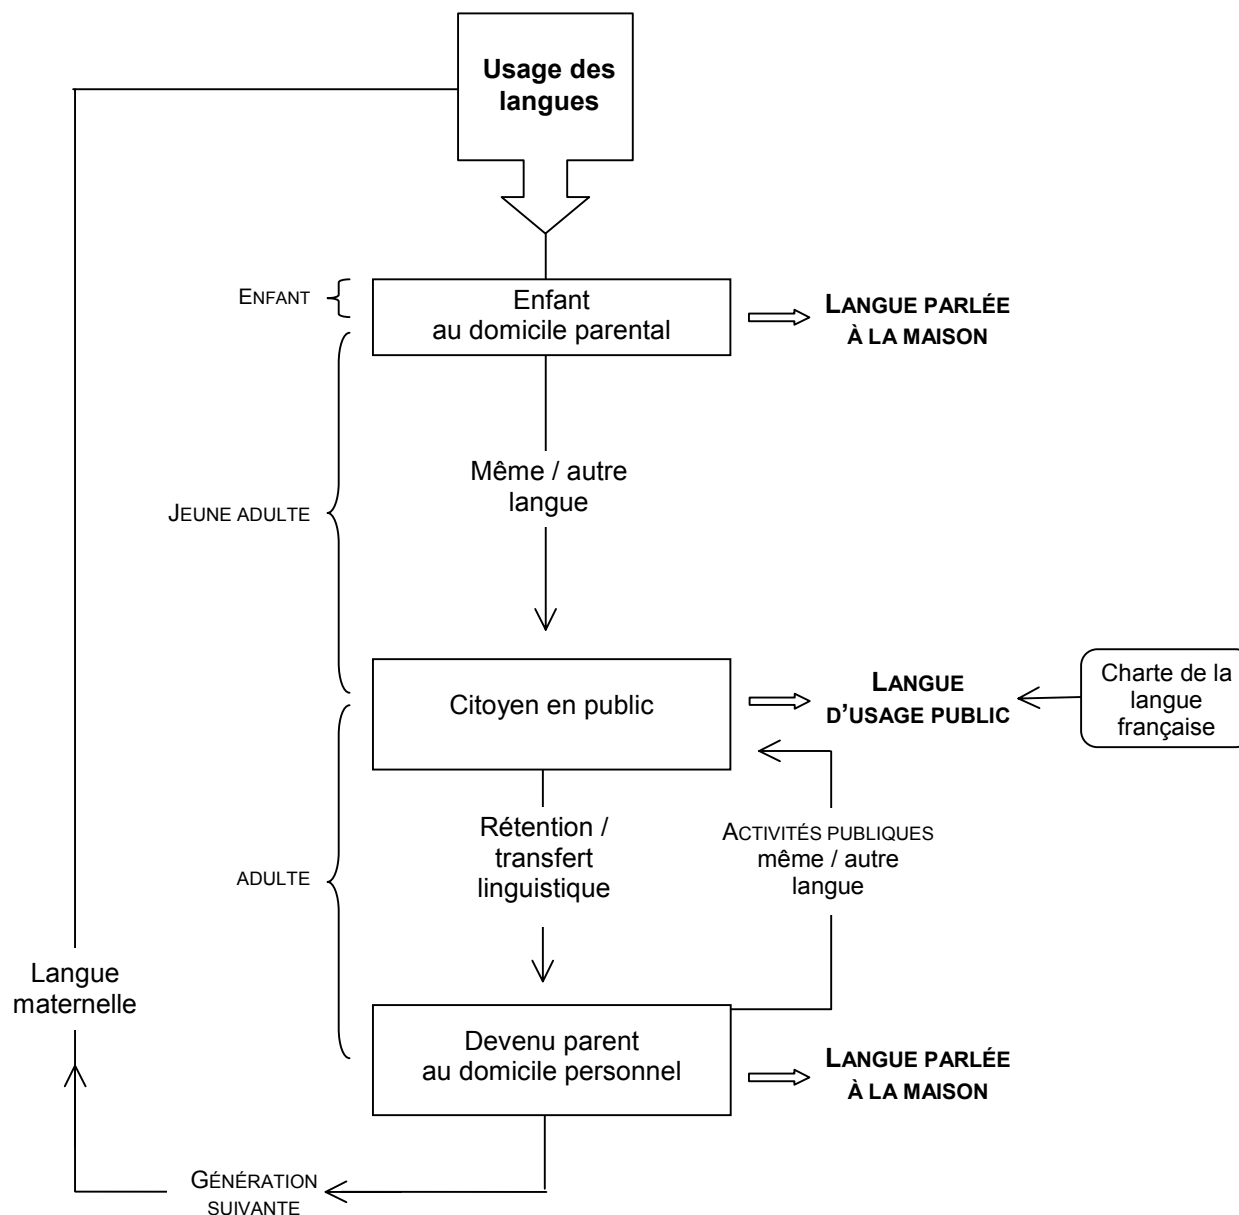 Usage des
langues
ENFANT
Enfant
au domicile parental
LANGUE PARLÉE
À LA MAISON
Même / autre
langue
JEUNE ADULTE
Citoyen en public
LANGUE
D’USAGE PUBLIC
Charte de la
langue
française
Rétention /
transfert
linguistique
ACTIVITÉS PUBLIQUES
même / autre
langue
ADULTE
Langue
maternelle
Devenu parent
au domicile personnel
LANGUE PARLÉE
À LA MAISON
GÉNÉRATION
SUIVANTE